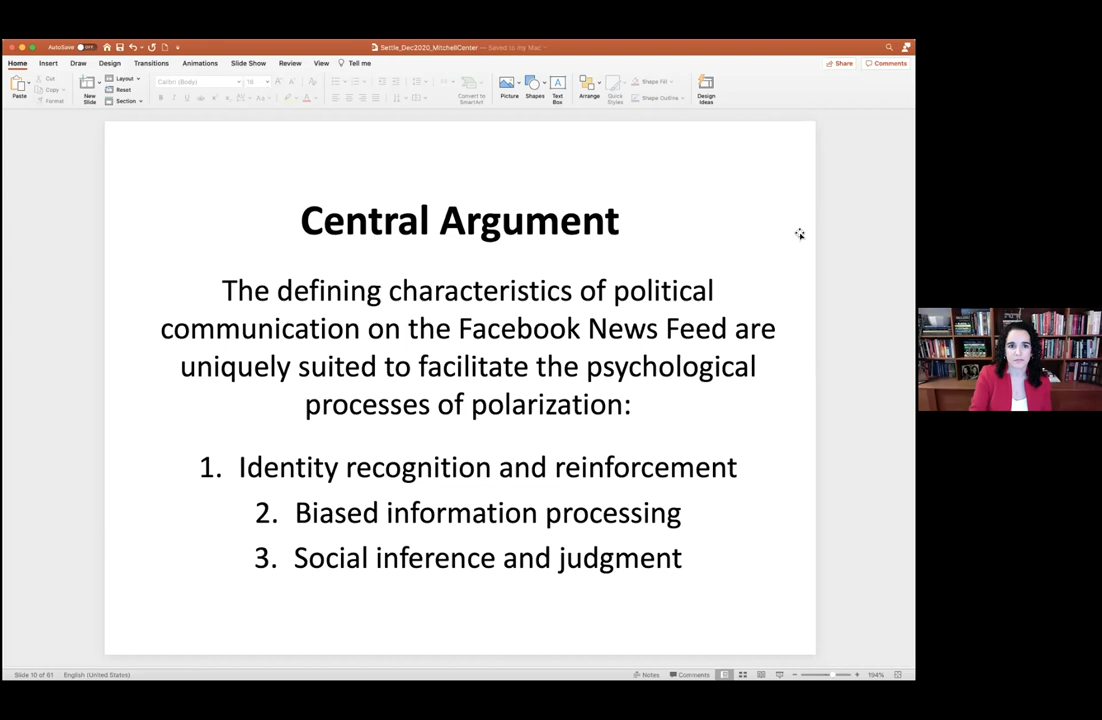 AutoSave OFF
Settle_Dec2020_MitchellCenter — Saved to my Mac
Home Insert Draw Design Transitions Animations Slide Show Review View Tell me
Share Comments
Paste
Cut
Copy
Format
New Slide
Layout
Reset
Section
Calibri (Body) 18
Convert to SmartArt
Picture
Shapes
Text Box
Arrange
Quick Styles
Shape Fill
Shape Outline
Design Ideas
Central Argument
The defining characteristics of political
communication on the Facebook News Feed are
uniquely suited to facilitate the psychological
processes of polarization:
1. Identity recognition and reinforcement
2. Biased information processing
3. Social inference and judgment
Slide 10 of 61 English (United States)
Notes Comments 194%